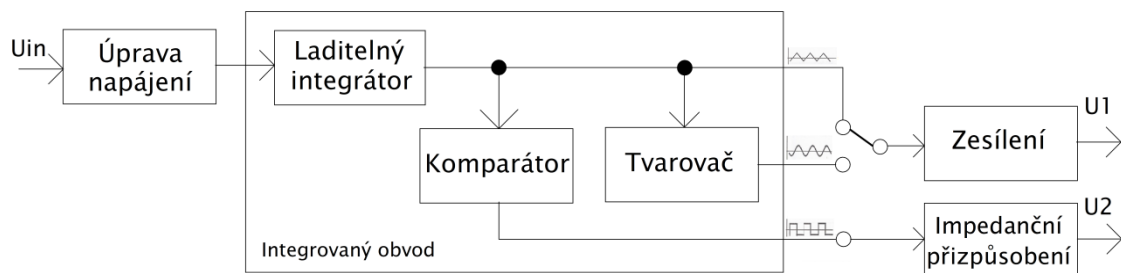 Uin
Úprava
napájení
Laditelný
integrátor
Komparátor
Tvarovač
Integrovaný obvod
Zesílení
U1
Impedanční
přizpůsobení
U2